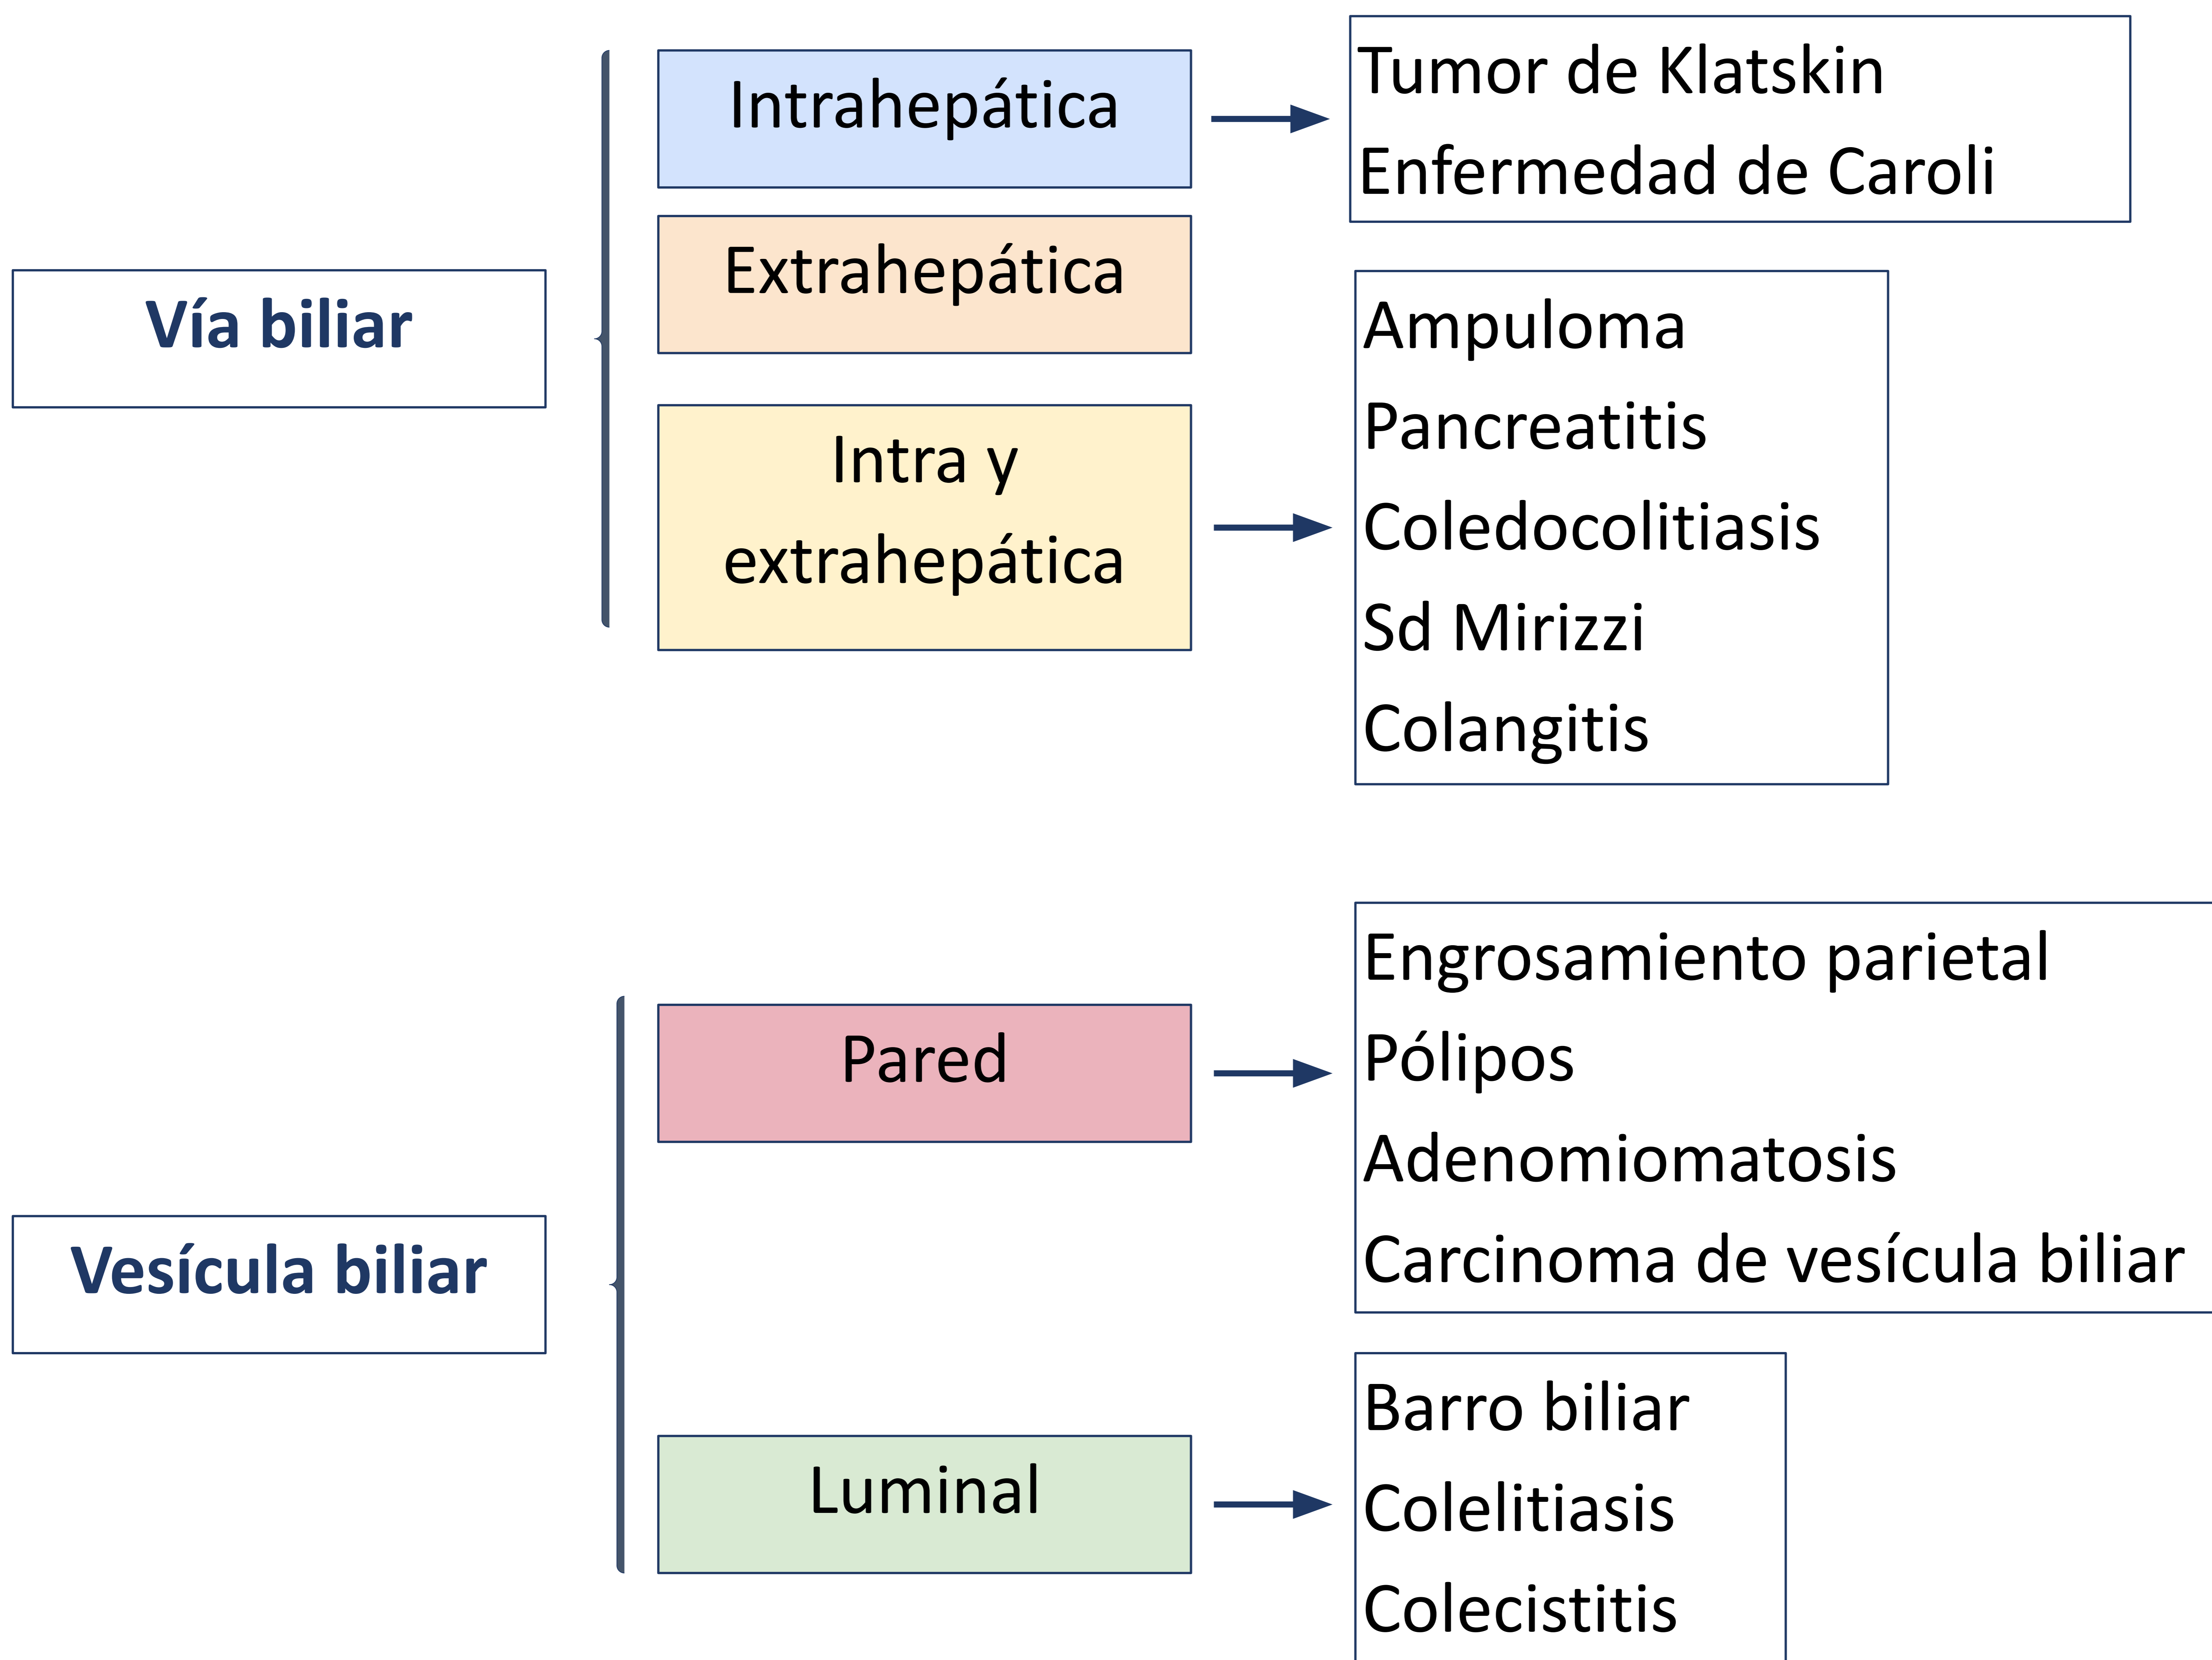 Vía biliar
Intrahepática
Tumor de Klatskin
Enfermedad de Caroli
Extrahepática
Intra y
extrahepática
Ampuloma
Pancreatitis
Coledocolitiasis
Sd Mirizzi
Colangitis
Vesícula biliar
Pared
Engrosamiento parietal
Pólipos
Adenomiomatosis
Carcinoma de vesícula biliar
Luminal
Barro biliar
Colelitiasis
Colecistitis